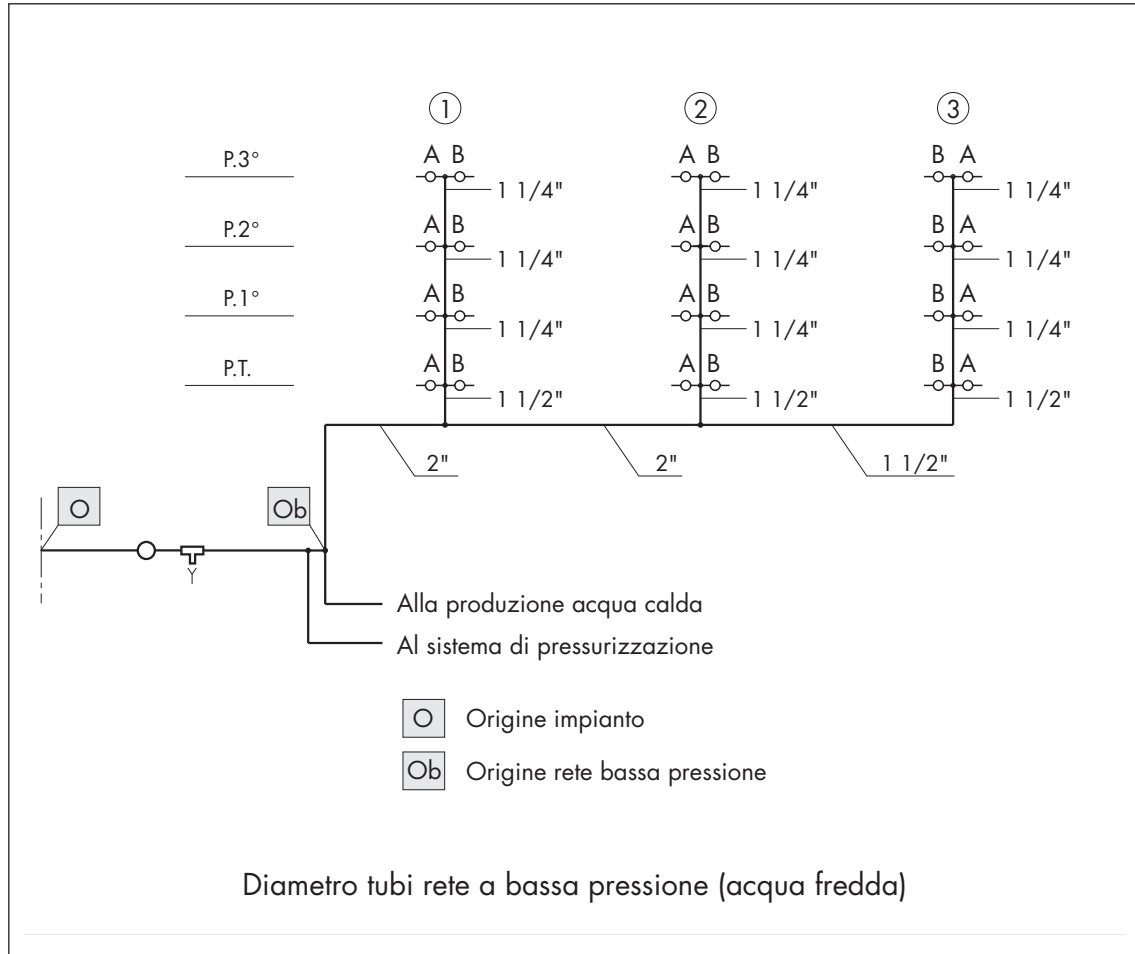 1 2 3
P.3° A B A B B A
1 1/4" 1 1/4" 1 1/4"
P.2° A B A B B A
1 1/4" 1 1/4" 1 1/4"
P.1° A B A B B A
1 1/4" 1 1/4" 1 1/4"
P.T. A B A B B A
1 1/2" 1 1/2" 1 1/2"
2" 2" 1 1/2"
O Ob
Alla produzione acqua calda
Al sistema di pressurizzazione
O Origine impianto
Ob Origine rete bassa pressione
Diametro tubi rete a bassa pressione (acqua fredda)